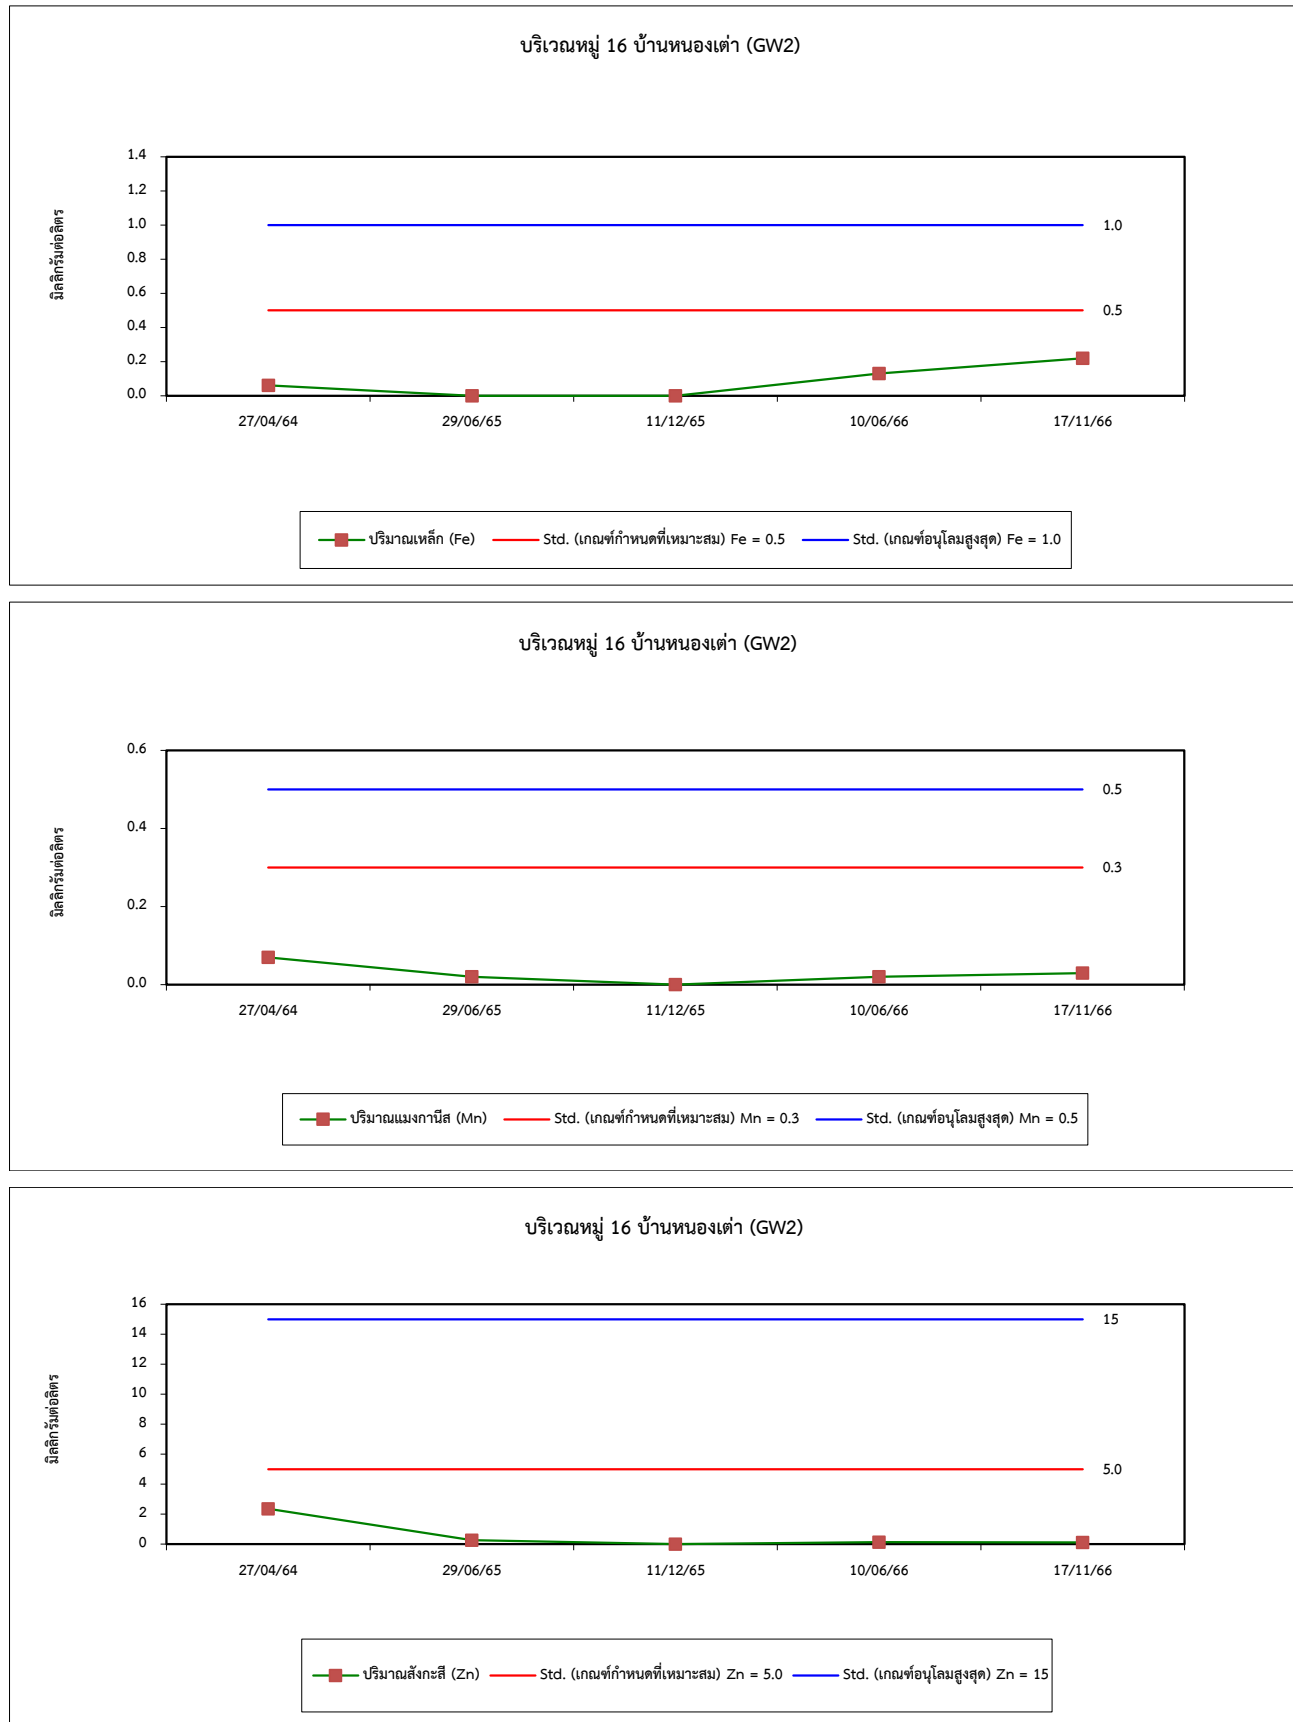 บริเวณหมู่ 16 บ้านหนองเต่า (GW2)
มิลลิกรัมต่อลิตร
1.4
1.2
1.0
0.8
0.6
0.4
0.2
0.0
1.0
0.5
27/04/64 29/06/65 11/12/65 10/06/66 17/11/66
ปริมาณเหล็ก (Fe) Std. (เกณฑ์กำหนดที่เหมาะสม) Fe = 0.5 Std. (เกณฑ์อนุโลมสูงสุด) Fe = 1.0
บริเวณหมู่ 16 บ้านหนองเต่า (GW2)
มิลลิกรัมต่อลิตร
0.6
0.4
0.2
0.0
0.5
0.3
27/04/64 29/06/65 11/12/65 10/06/66 17/11/66
ปริมาณแมงกานีส (Mn) Std. (เกณฑ์กำหนดที่เหมาะสม) Mn = 0.3 Std. (เกณฑ์อนุโลมสูงสุด) Mn = 0.5
บริเวณหมู่ 16 บ้านหนองเต่า (GW2)
มิลลิกรัมต่อลิตร
16
14
12
10
8
6
4
2
0
15
5.0
27/04/64 29/06/65 11/12/65 10/06/66 17/11/66
ปริมาณสังกะสี (Zn) Std. (เกณฑ์กำหนดที่เหมาะสม) Zn = 5.0 Std. (เกณฑ์อนุโลมสูงสุด) Zn = 15